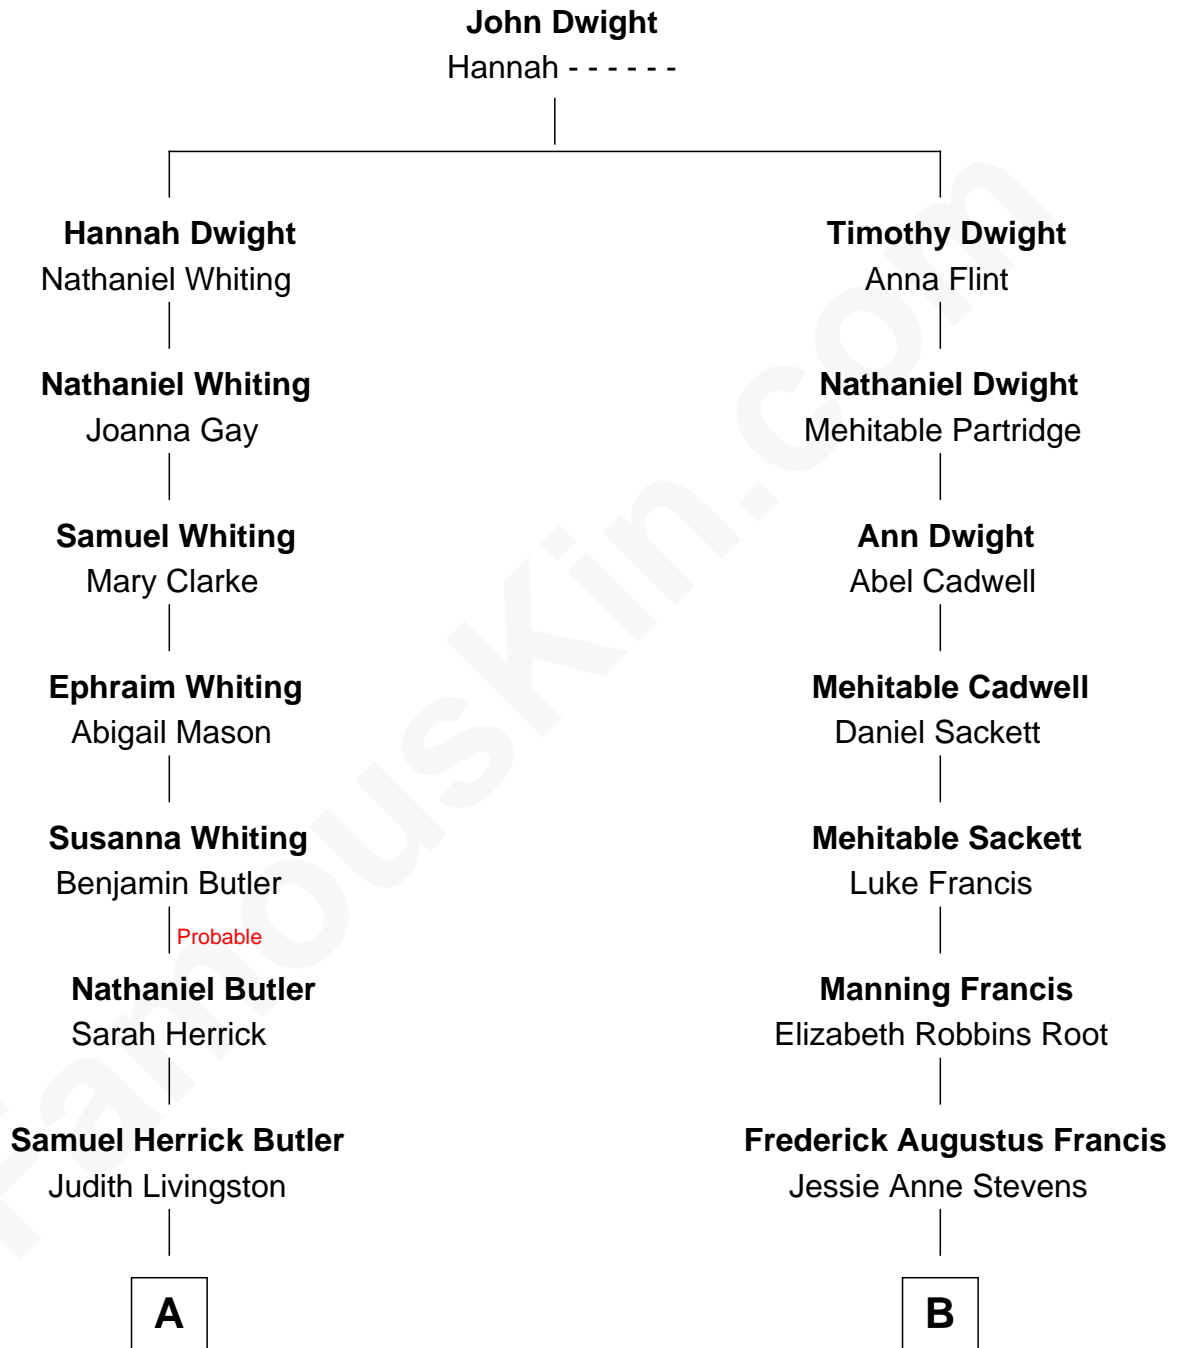 John Dwight
Hannah - - - - - -
Hannah Dwight
Nathaniel Whiting
Timothy Dwight
Anna Flint
Nathaniel Whiting
Joanna Gay
Nathaniel Dwight
Mehitable Partridge
Samuel Whiting
Mary Clarke
Ann Dwight
Abel Cadwell
Ephraim Whiting
Abigail Mason
Mehitable Cadwell
Daniel Sackett
Susanna Whiting
Benjamin Butler
Mehitable Sackett
Luke Francis
Probable
Nathaniel Butler
Sarah Herrick
Manning Francis
Elizabeth Robbins Root
Samuel Herrick Butler
Judith Livingston
Frederick Augustus Francis
Jessie Anne Stevens
A
B
FamousKin.com